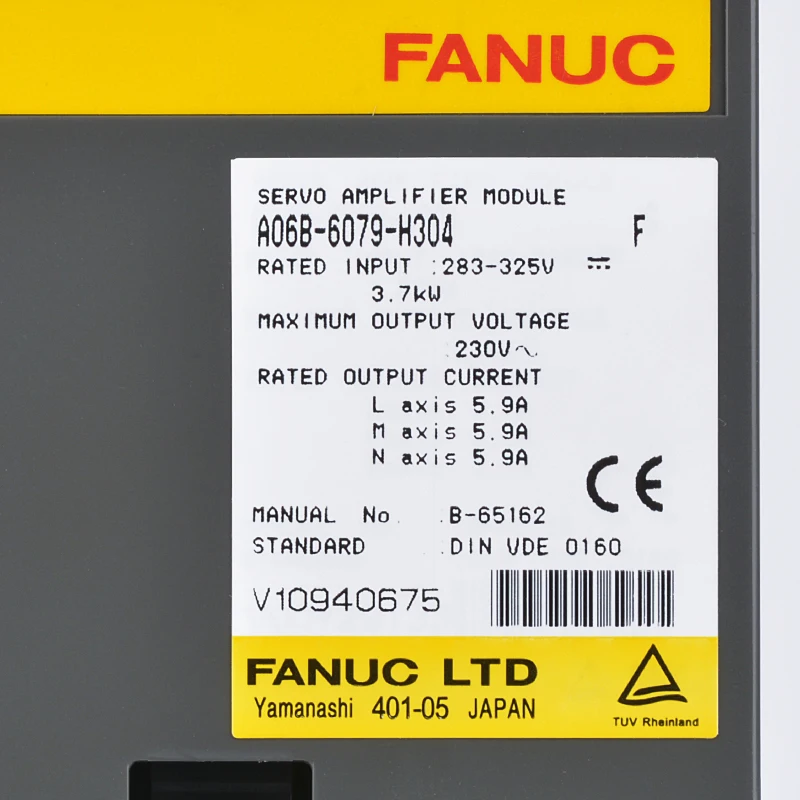 FANUC
SERVO AMPLIFIER MODULE
A06B-6079-H304 F
RATED INPUT :283-325V ⎓
3.7kW
MAXIMUM OUTPUT VOLTAGE
:230V~
RATED OUTPUT CURRENT
L axis 5.9A
M axis 5.9A
N axis 5.9A
CE
MANUAL No. :B-65162
STANDARD :DIN VDE 0160
V10940675
FANUC LTD
Yamanashi 401-05 JAPAN
TUV Rheinland